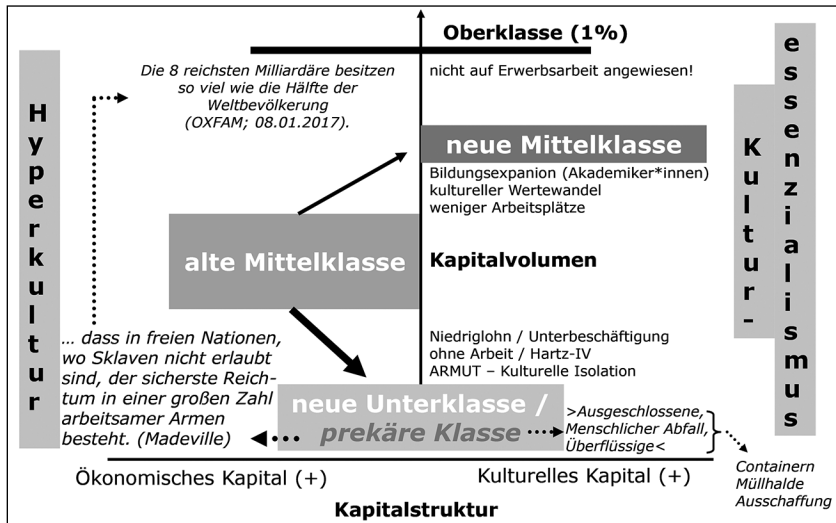 Oberklasse (1%)
Die 8 reichsten Milliardäre besitzen
so viel wie die Hälfte der
Weltbevölkerung
(OXFAM; 08.01.2017).
nicht auf Erwerbsarbeit angewiesen!
Hyperkultur
Kultur-
essenzialismus
neue Mittelklasse
Bildungsexpanion (Akademiker*innen)
kultureller Wertewandel
weniger Arbeitsplätze
alte Mittelklasse
Kapitalvolumen
... dass in freien Nationen,
wo Sklaven nicht erlaubt
sind, der sicherste Reich-
tum in einer großen Zahl
arbeitsamer Armen
besteht. (Madeville)
Niedriglohn / Unterbeschäftigung
ohne Arbeit / Hartz-IV
ARMUT – Kulturelle Isolation
neue Unterklasse /
prekäre Klasse
>Ausgeschlossene,
Menschlicher Abfall,
Überflüssige<
Containern
Müllhalde
Ausschaffung
Ökonomisches Kapital (+)
Kulturelles Kapital (+)
Kapitalstruktur